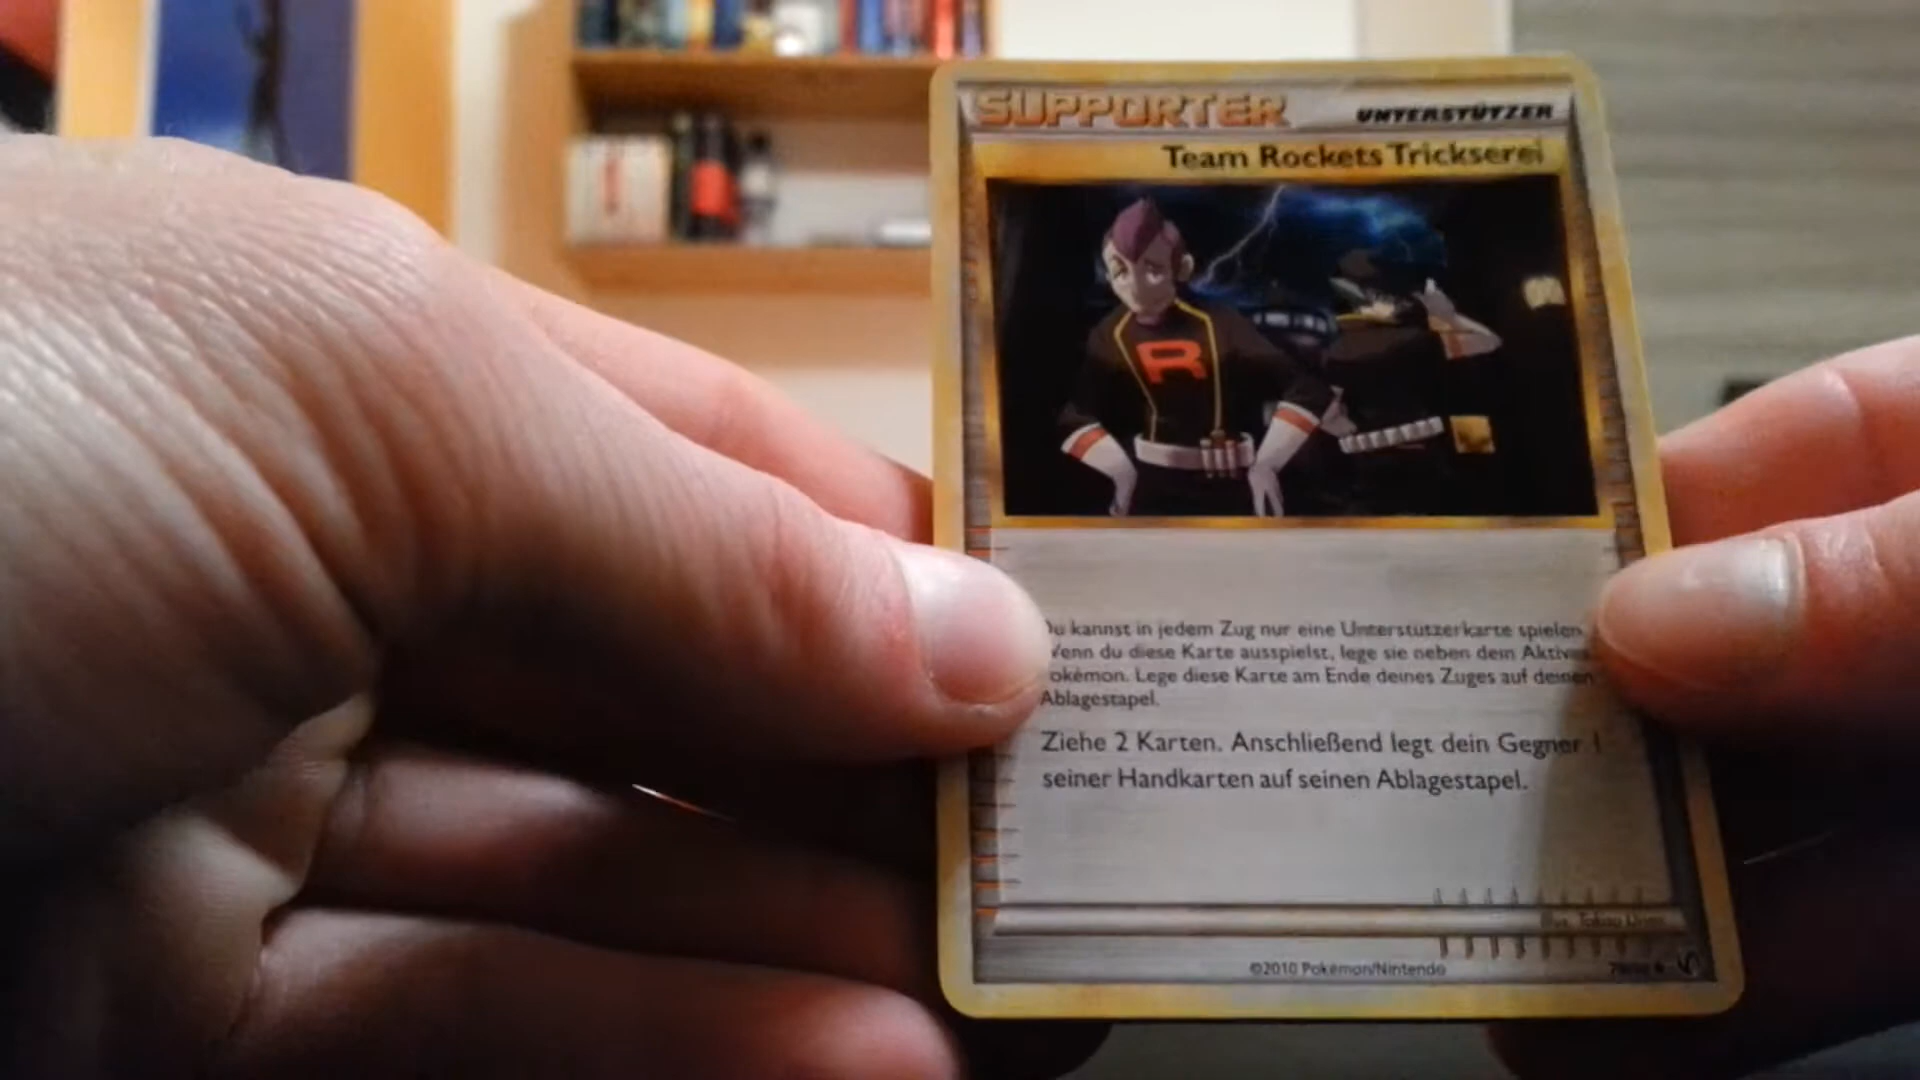 SUPPORTER
UNTERSTÜTZER
Team Rockets Trickserei
R
Du kannst in jedem Zug nur eine Unterstützerkarte spielen.
Wenn du diese Karte ausspielst, lege sie neben dein Aktives
Pokémon. Lege diese Karte am Ende deines Zuges auf deinen
Ablagestapel.
Ziehe 2 Karten. Anschließend legt dein Gegner 1
seiner Handkarten auf seinen Ablagestapel.
Illus.
©2010 Pokémon/Nintendo